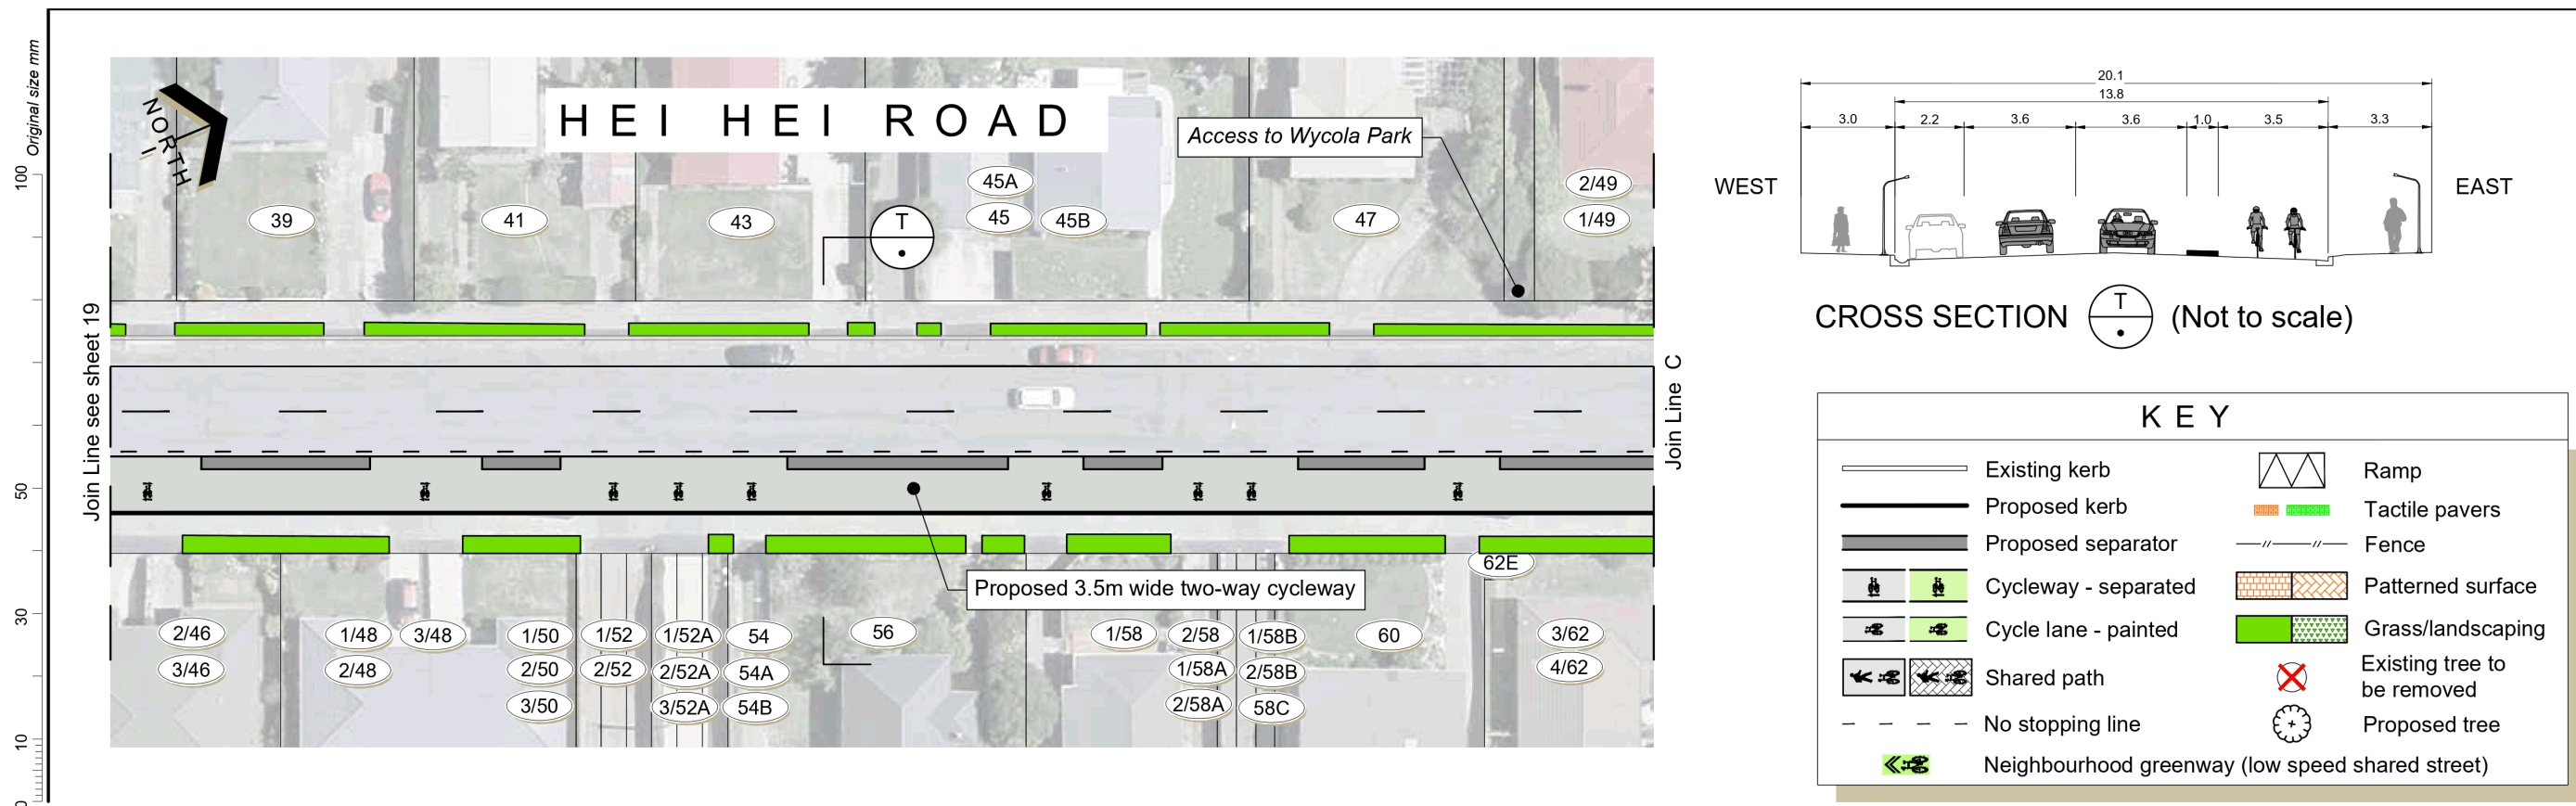 Original size mm
100
50
30
10
0
NORTH
HEI HEI ROAD
Access to Wycola Park
39
41
43
T
45A
45
45B
47
2/49
1/49
Join Line see sheet 19
Join Line C
Proposed 3.5m wide two-way cycleway
62E
2/46
3/46
1/48
2/48
3/48
1/50
2/50
3/50
1/52
2/52
1/52A
2/52A
3/52A
54
54A
54B
56
1/58
2/58
1/58A
2/58A
1/58B
2/58B
58C
60
3/62
4/62
20.1
13.8
3.0 2.2 3.6 3.6 1.0 3.5 3.3
WEST
EAST
CROSS SECTION T (Not to scale)
KEY
Existing kerb
Proposed kerb
Proposed separator
Cycleway - separated
Cycle lane - painted
Shared path
No stopping line
Ramp
Tactile pavers
Fence
Patterned surface
Grass/landscaping
Existing tree to
be removed
Proposed tree
Neighbourhood greenway (low speed shared street)